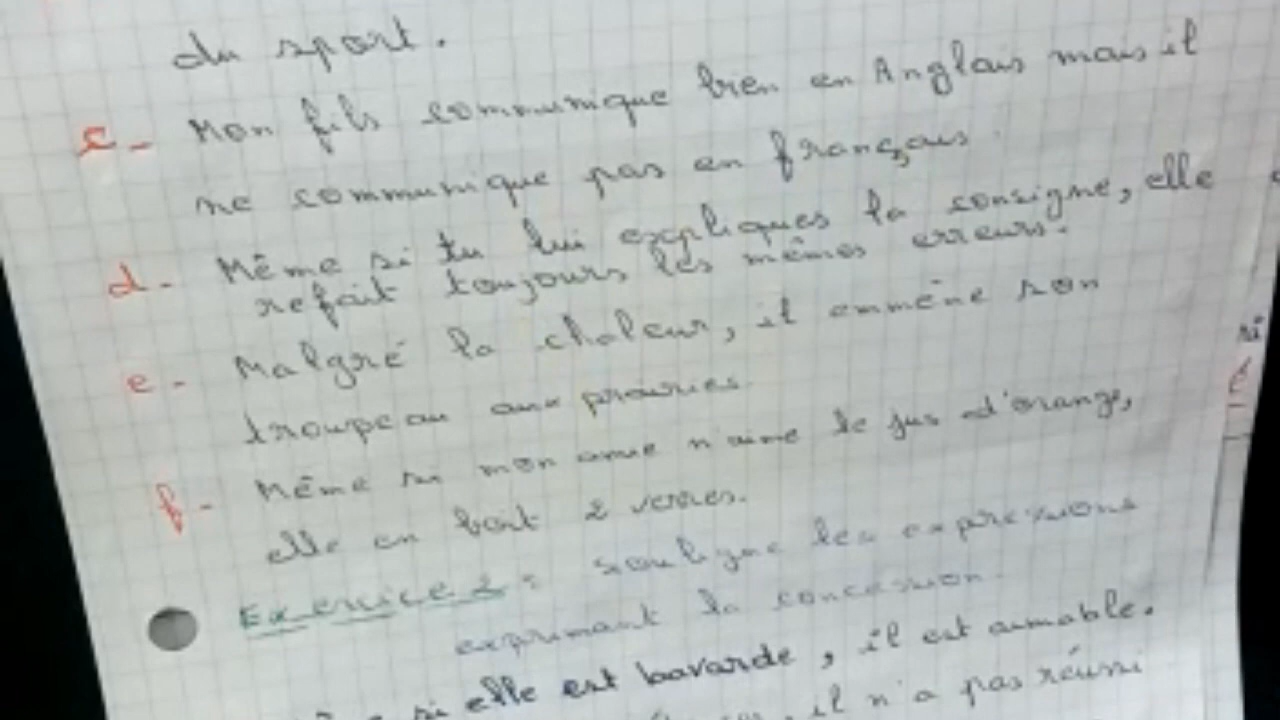 du sport.
c- Mon fils communique bien en Anglais mais il
ne communique pas en français.
d- Même si tu lui expliques la consigne, elle
refait toujours les mêmes erreurs.
e- Malgré la chaleur, il emmène son
troupeau aux prairies
f- Même si mon amie n'aime le jus d'orange,
elle en boit 2 verres.
Exercice 2 : souligne les expressions
exprimant la concession.
si elle est bavarde, il est aimable.
, il n'a pas réussi